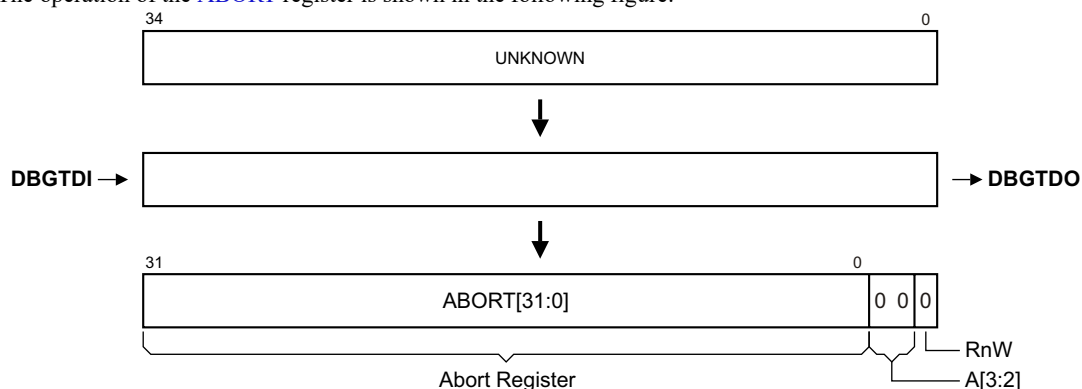 The operation of the ABORT register is shown in the following figure:
34 0
UNKNOWN
DBGTDI DBGTDO
31 0
ABORT[31:0] 0 0 0
RnW
Abort Register A[3:2]